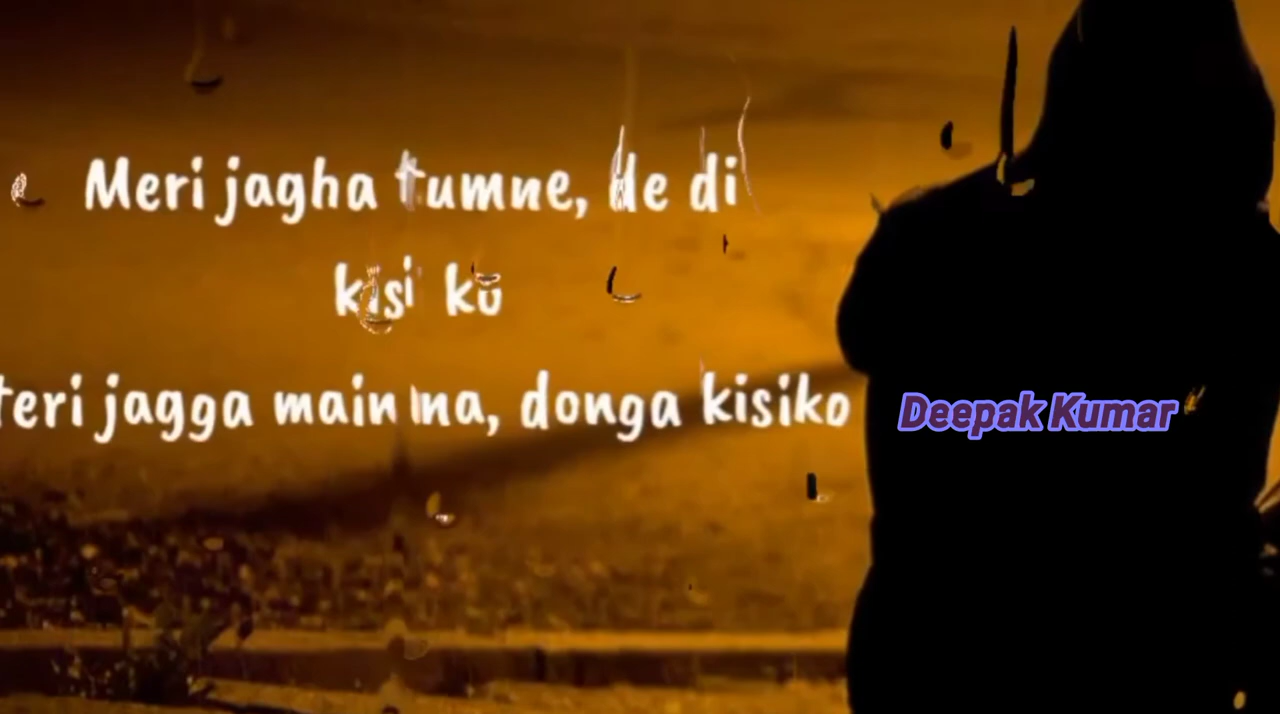 Meri jagha tumne, de di
kisi ko
teri jagga main na, donga kisiko
Deepak Kumar